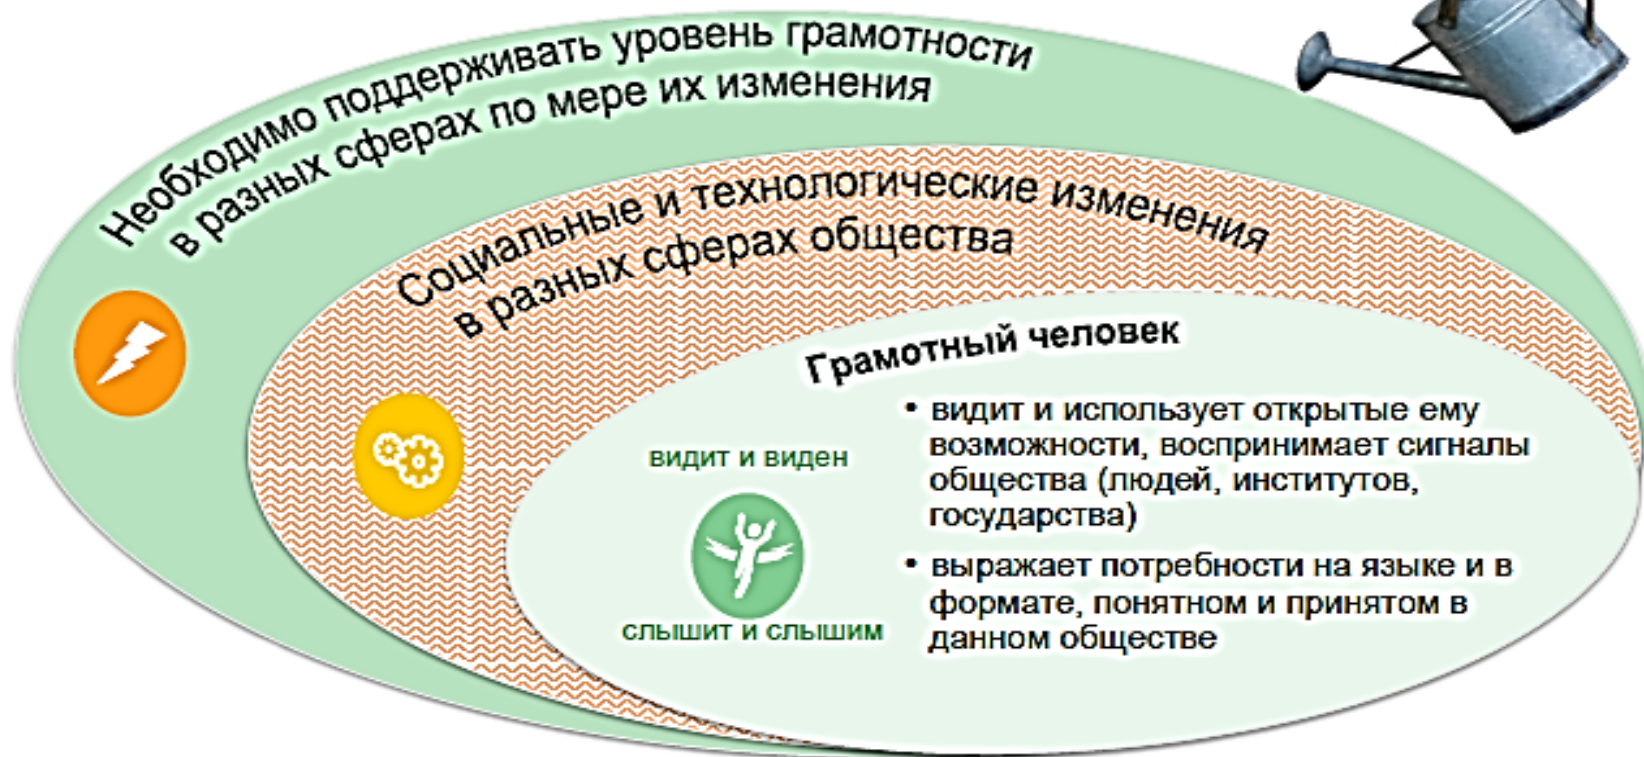 Необходимо поддерживать уровень грамотности
в разных сферах по мере их изменения
Социальные и технологические изменения
в разных сферах общества
Грамотный человек
видит и виден
слышит и слышим
• видит и использует открытые ему
возможности, воспринимает сигналы
общества (людей, институтов,
государства)
• выражает потребности на языке и в
формате, понятном и принятом в
данном обществе